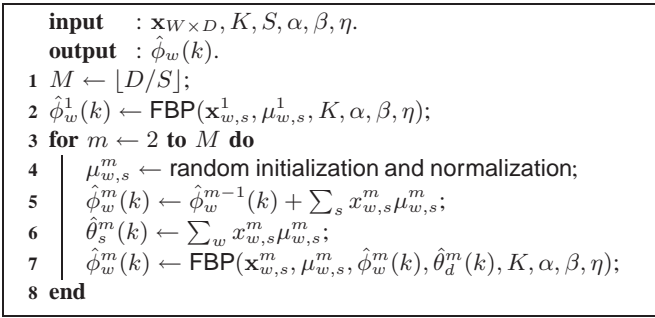 input : x_{W×D}, K, S, α, β, η.
output : \hat{ϕ}_w(k).
1 M ← ⌊D/S⌋;
2 \hat{ϕ}^1_w(k) ← FBP(x^1_{w,s}, μ^1_{w,s}, K, α, β, η);
3 for m ← 2 to M do
4 μ^m_{w,s} ← random initialization and normalization;
5 \hat{ϕ}^m_w(k) ← \hat{ϕ}^{m−1}_w(k) + ∑_s x^m_{w,s} μ^m_{w,s};
6 \hat{θ}^m_s(k) ← ∑_w x^m_{w,s} μ^m_{w,s};
7 \hat{ϕ}^m_w(k) ← FBP(x^m_{w,s}, μ^m_{w,s}, \hat{ϕ}^m_w(k), \hat{θ}^m_d(k), K, α, β, η);
8 end